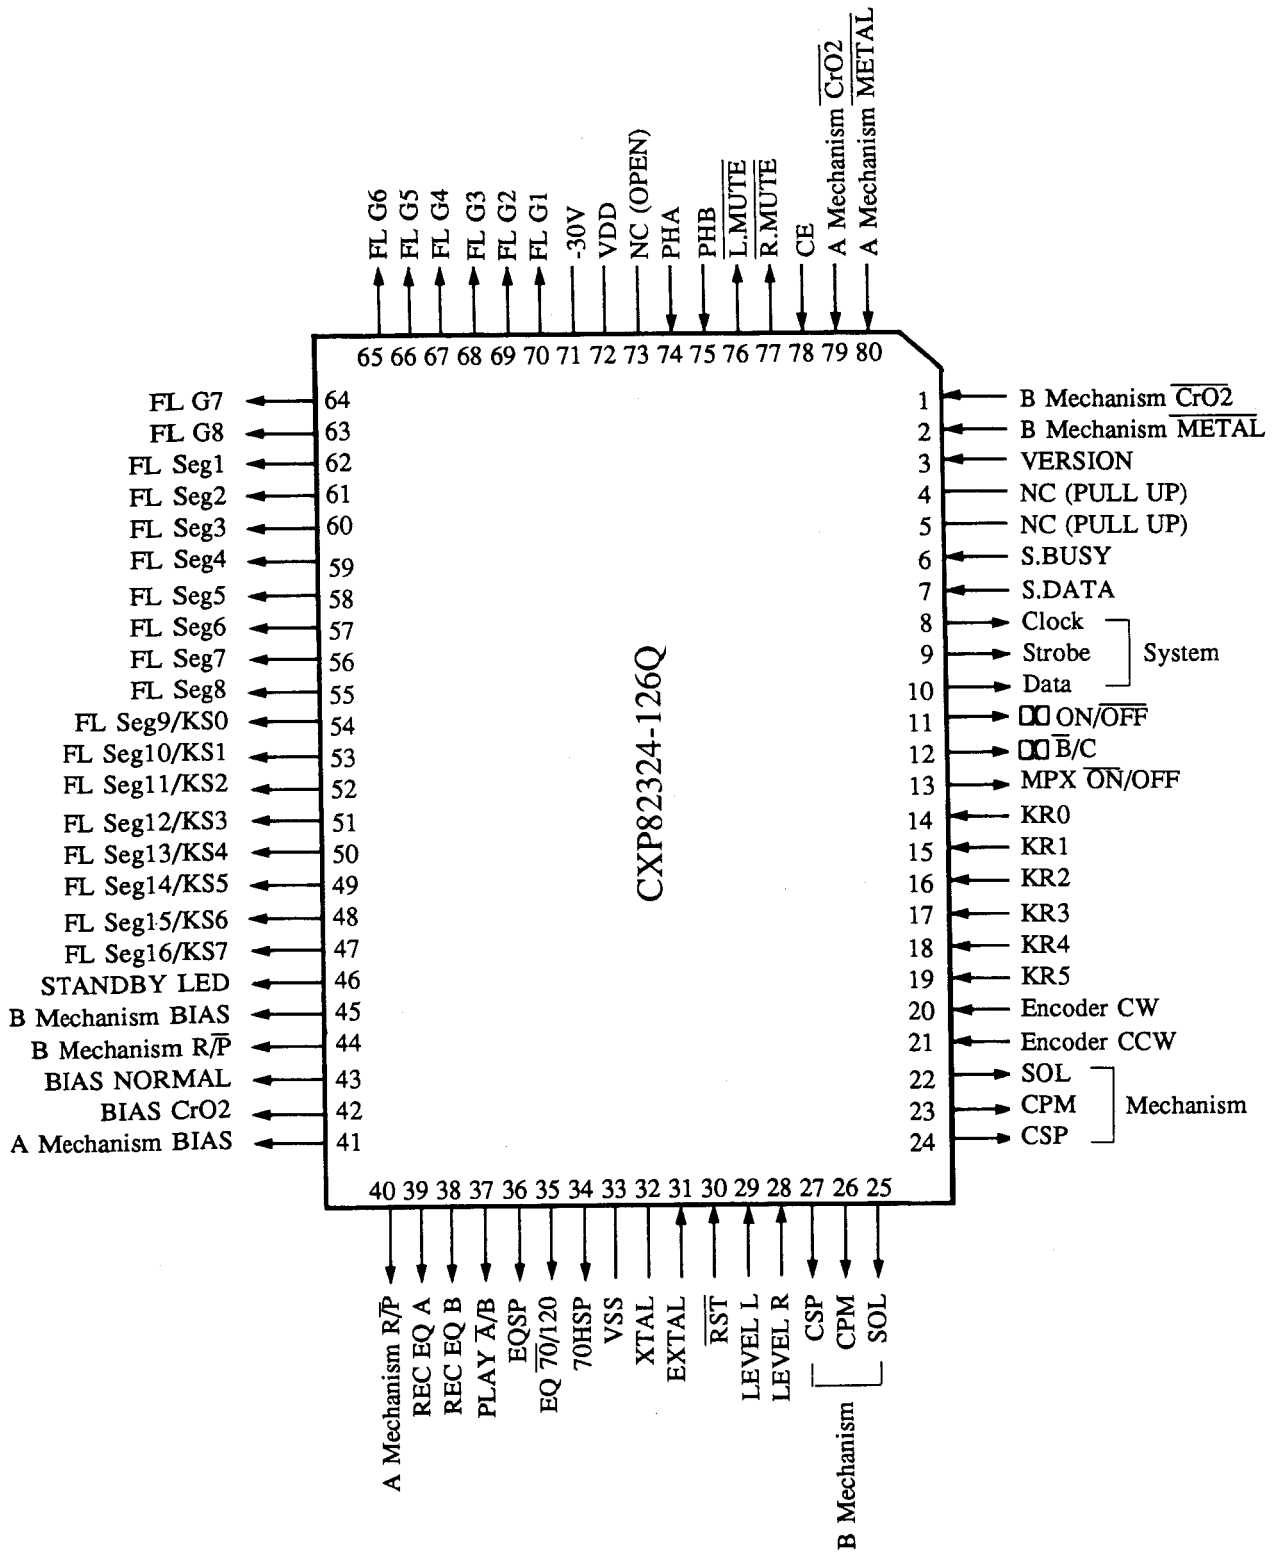 FL G6
FL G5
FL G4
FL G3
FL G2
FL G1
-30V
VDD
NC (OPEN)
PHA
PHB
L.MUTE
R.MUTE
CE
A Mechanism CrO2
A Mechanism METAL
65 66 67 68 69 70 71 72 73 74 75 76 77 78 79 80
FL G7 64
FL G8 63
FL Seg1 62
FL Seg2 61
FL Seg3 60
FL Seg4 59
FL Seg5 58
FL Seg6 57
FL Seg7 56
FL Seg8 55
FL Seg9/KS0 54
FL Seg10/KS1 53
FL Seg11/KS2 52
FL Seg12/KS3 51
FL Seg13/KS4 50
FL Seg14/KS5 49
FL Seg15/KS6 48
FL Seg16/KS7 47
STANDBY LED 46
B Mechanism BIAS 45
B Mechanism R/P 44
BIAS NORMAL 43
BIAS CrO2 42
A Mechanism BIAS 41
CXP82324-126Q
1 B Mechanism CrO2
2 B Mechanism METAL
3 VERSION
4 NC (PULL UP)
5 NC (PULL UP)
6 S.BUSY
7 S.DATA
8 Clock
9 Strobe
10 Data
System
11 ON/OFF
12 B/C
13 MPX ON/OFF
14 KR0
15 KR1
16 KR2
17 KR3
18 KR4
19 KR5
20 Encoder CW
21 Encoder CCW
22 SOL
23 CPM
24 CSP
Mechanism
40 39 38 37 36 35 34 33 32 31 30 29 28 27 26 25
A Mechanism R/P
REC EQ A
REC EQ B
PLAY A/B
EQSP
EQ 70/120
70HSP
VSS
XTAL
EXTAL
RST
LEVEL L
LEVEL R
CSP
CPM
SOL
B Mechanism